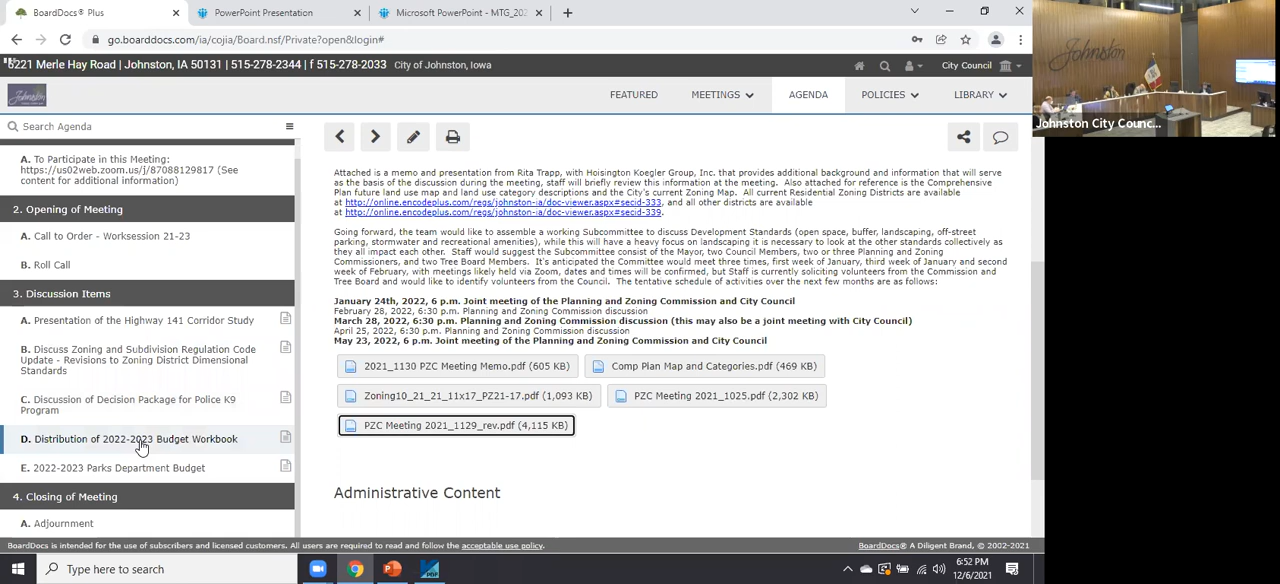 BoardDocs® Plus
PowerPoint Presentation
Microsoft PowerPoint - MTG_202
go.boarddocs.com/ia/cojia/Board.nsf/Private?open&login#
6221 Merle Hay Road | Johnston, IA 50131 | 515-278-2344 | f 515-278-2033 City of Johnston, Iowa
City Council
Johnston
FEATURED MEETINGS AGENDA POLICIES LIBRARY
Search Agenda
A. To Participate in this Meeting:
https://us02web.zoom.us/j/87088129817 (See
content for additional information)
2. Opening of Meeting
A. Call to Order - Worksession 21-23
B. Roll Call
3. Discussion Items
A. Presentation of the Highway 141 Corridor Study
B. Discuss Zoning and Subdivision Regulation Code
Update - Revisions to Zoning District Dimensional
Standards
C. Discussion of Decision Package for Police K9
Program
D. Distribution of 2022-2023 Budget Workbook
E. 2022-2023 Parks Department Budget
4. Closing of Meeting
A. Adjournment
Attached is a memo and presentation from Rita Trapp, with Hoisington Koegler Group, Inc. that provides additional background and information that will serve
as the basis of the discussion during the meeting, staff will briefly review this information at the meeting. Also attached for reference is the Comprehensive
Plan future land use map and land use category descriptions and the City's current Zoning Map. All current Residential Zoning Districts are available
at http://online.encodeplus.com/regs/johnston-ia/doc-viewer.aspx#secid-333, and all other districts are available
at http://online.encodeplus.com/regs/johnston-ia/doc-viewer.aspx#secid-339.
Going forward, the team would like to assemble a working Subcommittee to discuss Development Standards (open space, buffer, landscaping, off-street
parking, stormwater and recreational amenities), while this will have a heavy focus on landscaping it is necessary to look at the other standards collectively as
they all impact each other. Staff would suggest the Subcommittee consist of the Mayor, two Council Members, two or three Planning and Zoning
Commissioners, and two Tree Board Members. It's anticipated the Committee would meet three times, first week of January, third week of January and second
week of February, with meetings likely held via Zoom, dates and times will be confirmed, but Staff is currently soliciting volunteers from the Commission and
Tree Board and would like to identify volunteers from the Council. The tentative schedule of activities over the next few months are as follows:
January 24th, 2022, 6 p.m. Joint meeting of the Planning and Zoning Commission and City Council
February 28, 2022, 6:30 p.m. Planning and Zoning Commission discussion
March 28, 2022, 6:30 p.m. Planning and Zoning Commission discussion (this may also be a joint meeting with City Council)
April 25, 2022, 6:30 p.m. Planning and Zoning Commission discussion
May 23, 2022, 6 p.m. Joint meeting of the Planning and Zoning Commission and City Council
2021_1130 PZC Meeting Memo.pdf (605 KB) Comp Plan Map and Categories.pdf (469 KB)
Zoning10_21_21_11x17_PZ21-17.pdf (1,093 KB) PZC Meeting 2021_1025.pdf (2,302 KB)
PZC Meeting 2021_1129_rev.pdf (4,115 KB)
Administrative Content
BoardDocs is intended for the use of subscribers and licensed customers. All users are required to read and follow the acceptable use policy.
BoardDocs® A Diligent Brand, © 2002-2021
Type here to search
6:52 PM
12/6/2021
Johnston
Johnston City Counc...